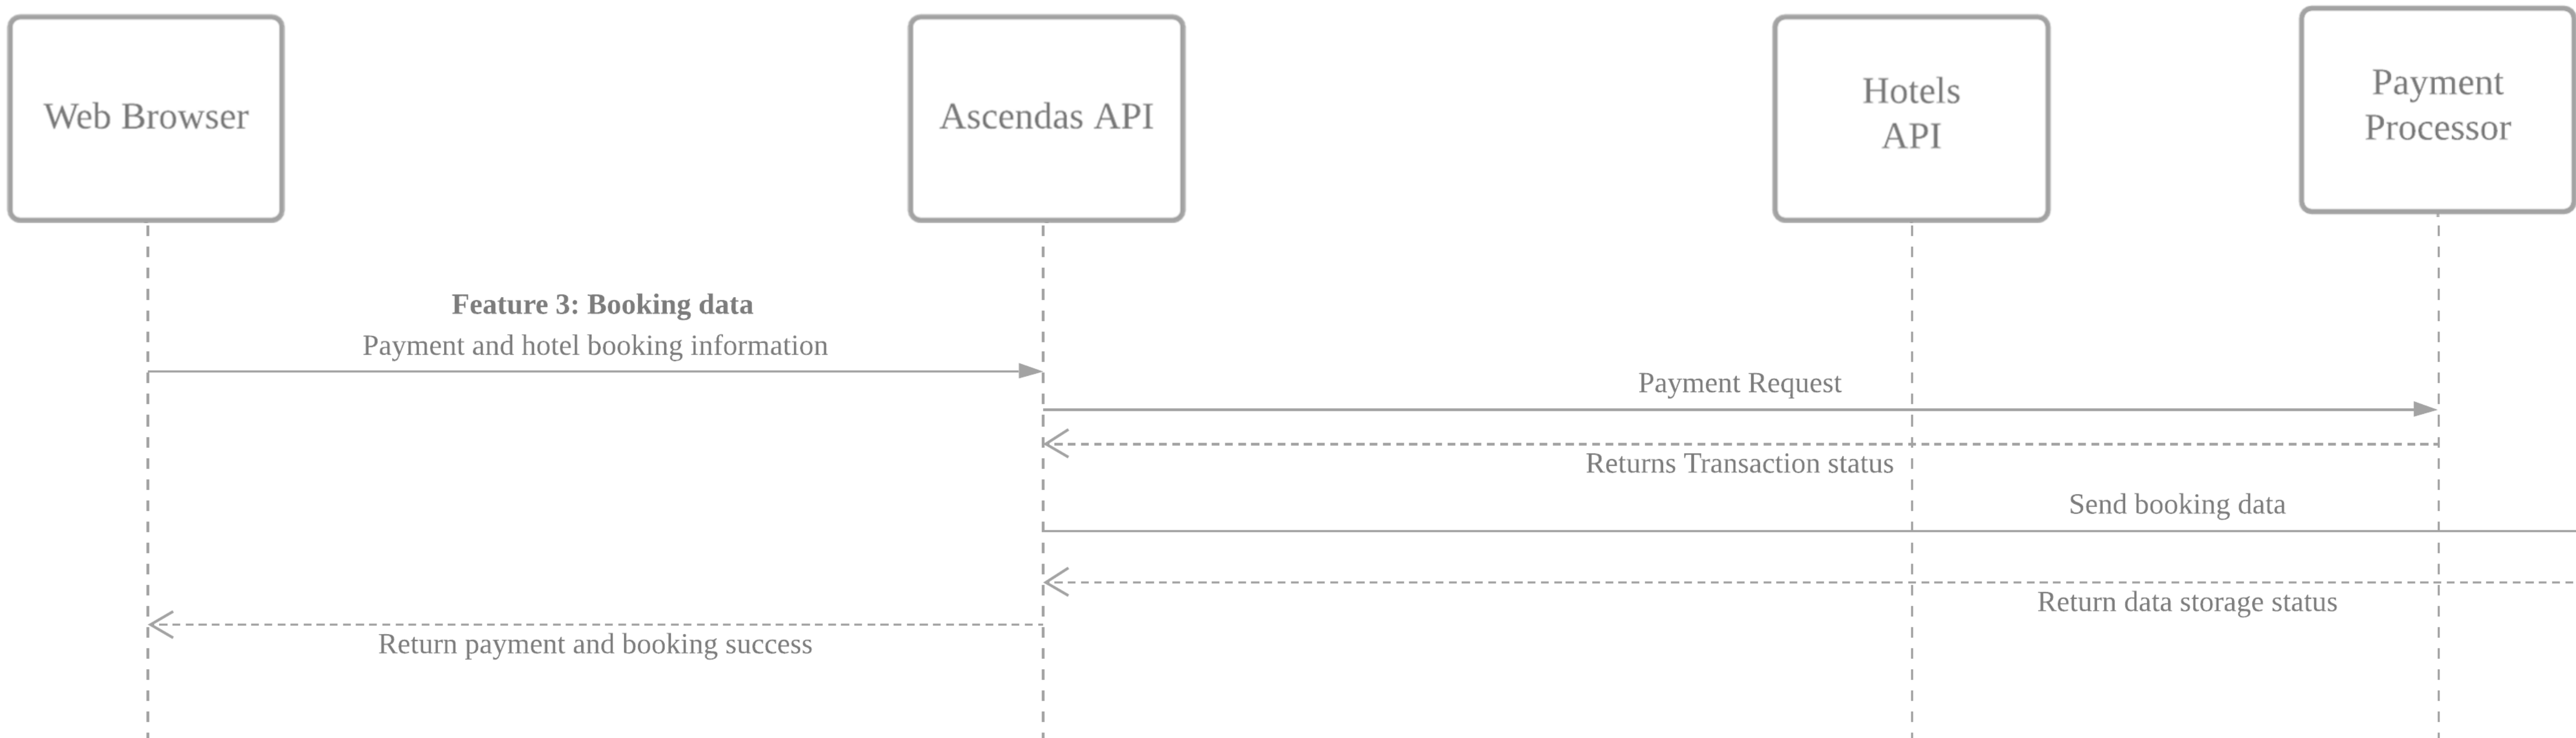 Web Browser
Ascendas API
Hotels
API
Payment
Processor
Feature 3: Booking data
Payment and hotel booking information
Payment Request
Returns Transaction status
Send booking data
Return data storage status
Return payment and booking success